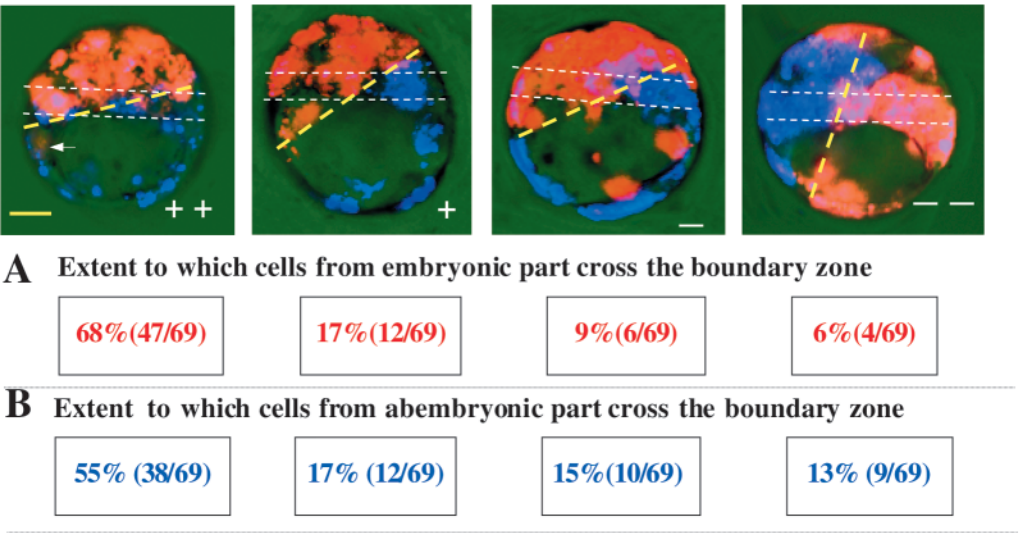 + +
+
—
— —
A Extent to which cells from embryonic part cross the boundary zone
68%(47/69) 17%(12/69) 9%(6/69) 6%(4/69)
B Extent to which cells from abembryonic part cross the boundary zone
55% (38/69) 17% (12/69) 15%(10/69) 13% (9/69)